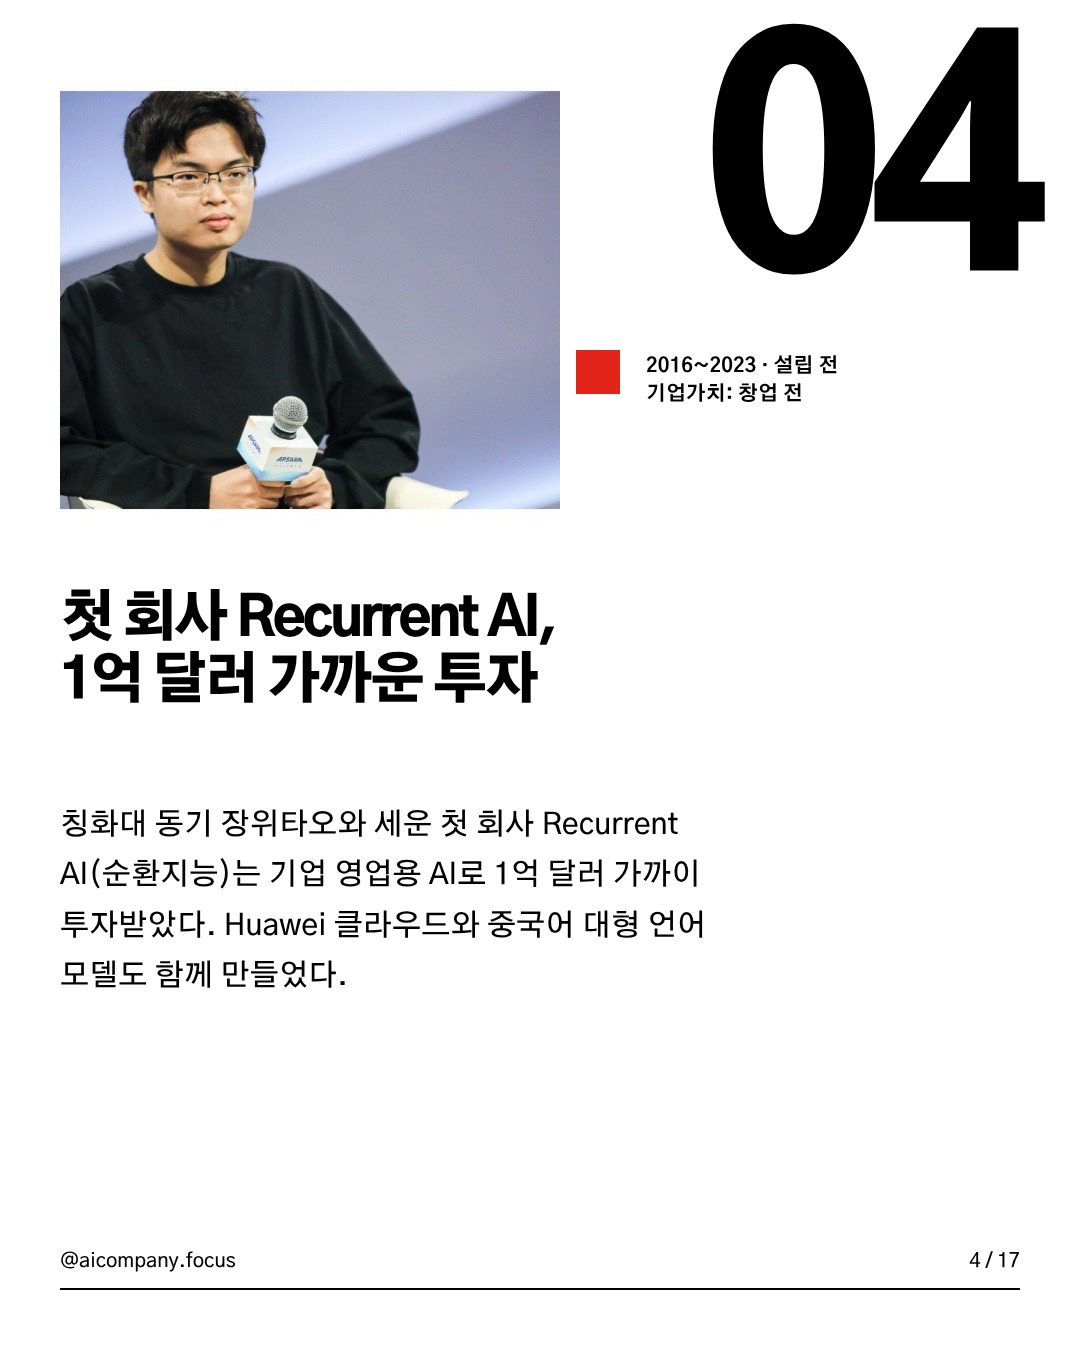 04
APSARA
2016~2023 · 설립 전
기업가치: 창업 전
첫 회사 Recurrent AI,
1억 달러 가까운 투자
칭화대 동기 장위타오와 세운 첫 회사 Recurrent
AI(순환지능)는 기업 영업용 AI로 1억 달러 가까이
투자받았다. Huawei 클라우드와 중국어 대형 언어
모델도 함께 만들었다.
@aicompany.focus
4 / 17